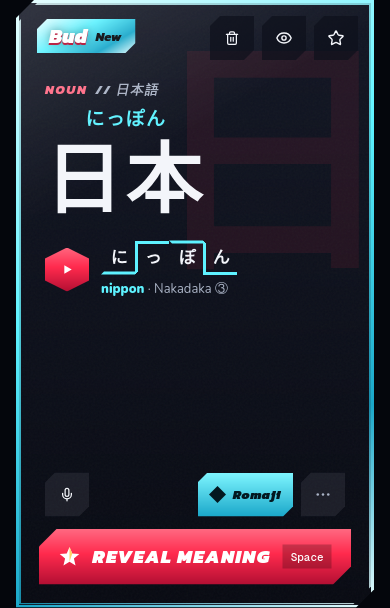 Bud New
NOUN // 日本語
にっぽん
日本
にっぽん
nippon · Nakadaka ③
Romaji
REVEAL MEANING Space